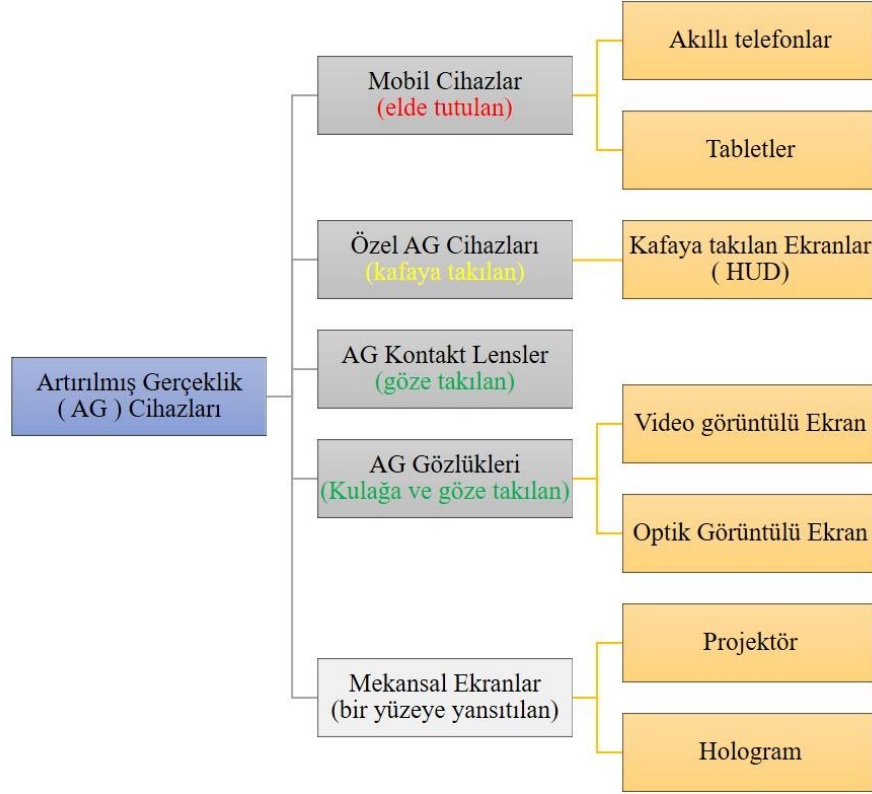 Artırılmış Gerçeklik
( AG ) Cihazları
Mobil Cihazlar
(elde tutulan)
Akıllı telefonlar
Tabletler
Özel AG Cihazları
(kafaya takılan)
Kafaya takılan Ekranlar
( HUD)
AG Kontakt Lensler
(göze takılan)
AG Gözlükleri
(Kulağa ve göze takılan)
Video görüntülü Ekran
Optik Görüntülü Ekran
Mekansal Ekranlar
(bir yüzeye yansıtılan)
Projektör
Hologram